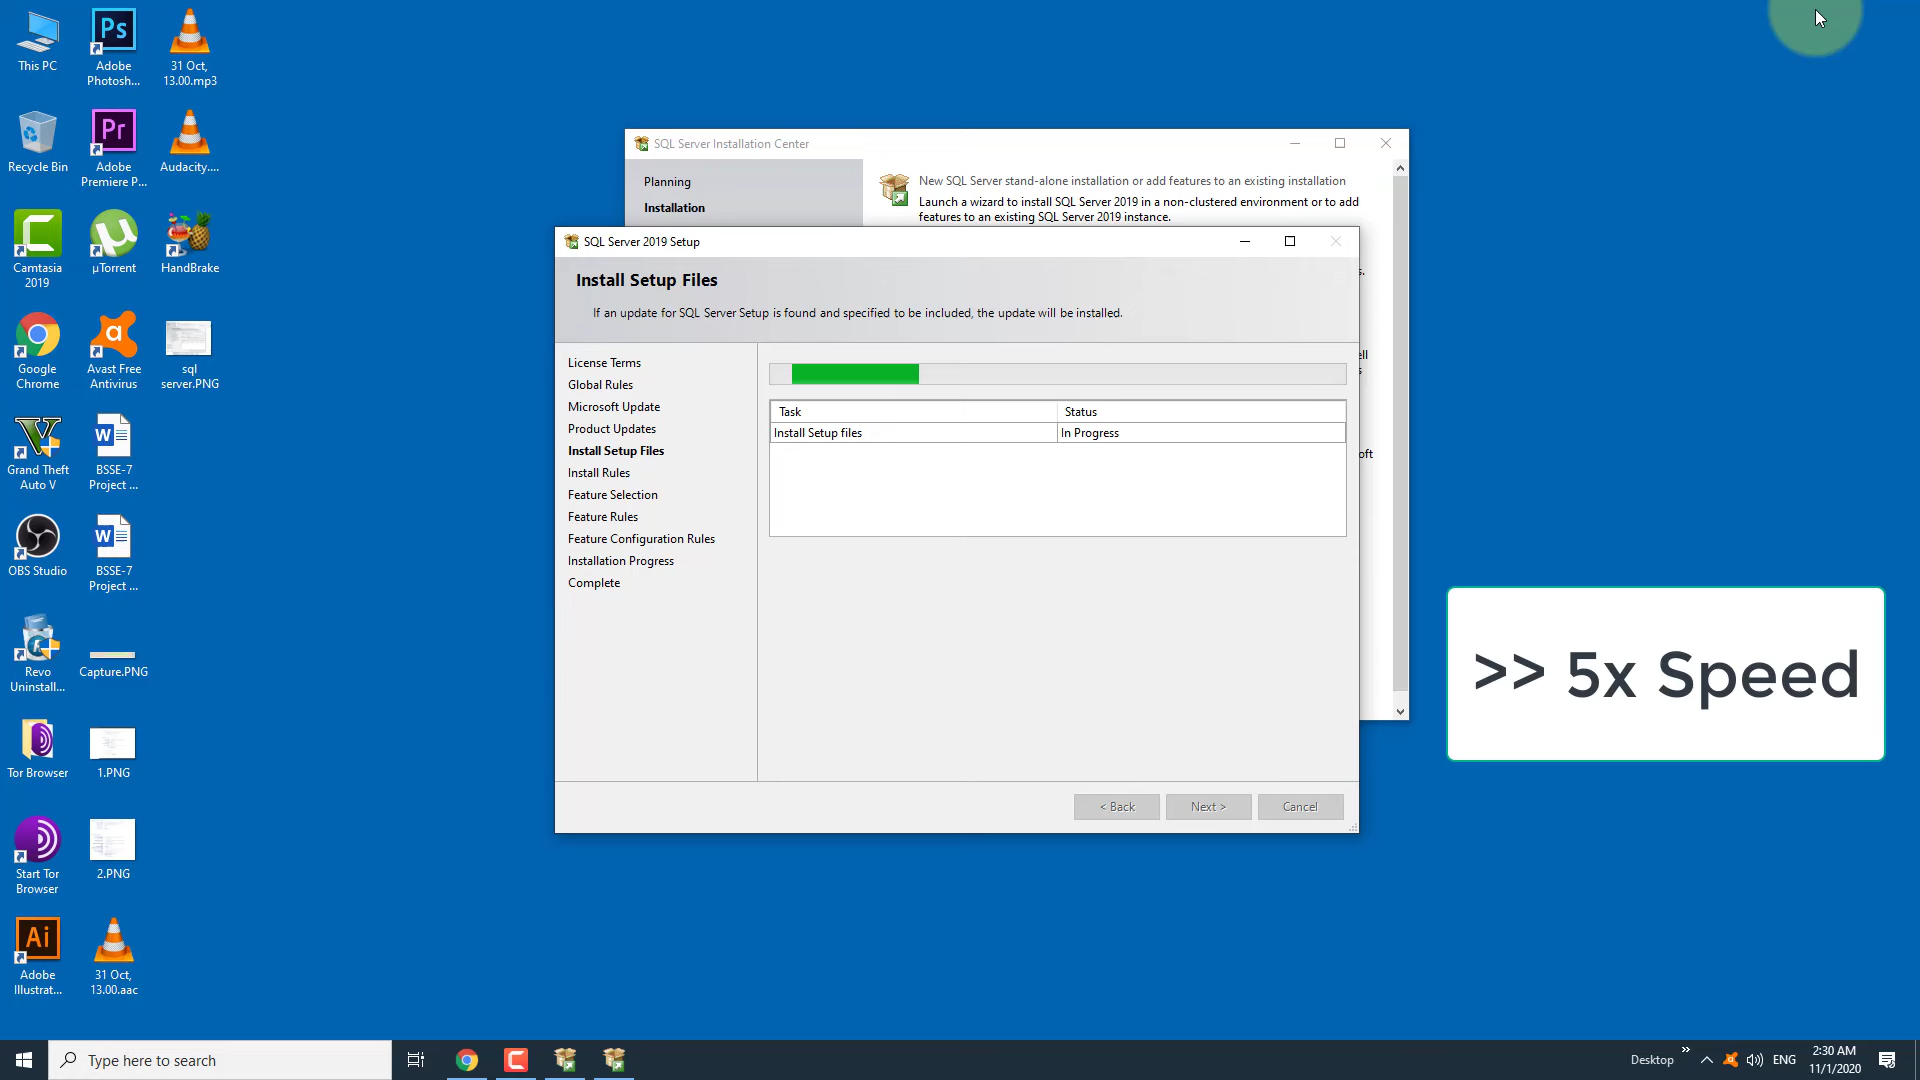 This PC
Adobe
Photosh...
31 Oct,
13.00.mp3
Recycle Bin
Adobe
Premiere P...
Audacity....
Camtasia
2019
µTorrent
HandBrake
Google
Chrome
Avast Free
Antivirus
sql
server.PNG
Grand Theft
Auto V
BSSE-7
Project ...
OBS Studio
BSSE-7
Project ...
Revo
Uninstall...
Capture.PNG
Tor Browser
1.PNG
Start Tor
Browser
2.PNG
Adobe
Illustrat...
31 Oct,
13.00.aac
Ps
Pr
Ai
SQL Server Installation Center
Planning
Installation
New SQL Server stand-alone installation or add features to an existing installation
Launch a wizard to install SQL Server 2019 in a non-clustered environment or to add
features to an existing SQL Server 2019 instance.
s.
ell
s
oft
SQL Server 2019 Setup
Install Setup Files
If an update for SQL Server Setup is found and specified to be included, the update will be installed.
License Terms
Global Rules
Microsoft Update
Product Updates
Install Setup Files
Install Rules
Feature Selection
Feature Rules
Feature Configuration Rules
Installation Progress
Complete
Task Status
Install Setup files In Progress
< Back Next > Cancel
>> 5x Speed
Type here to search
Desktop
ENG
2:30 AM
11/1/2020